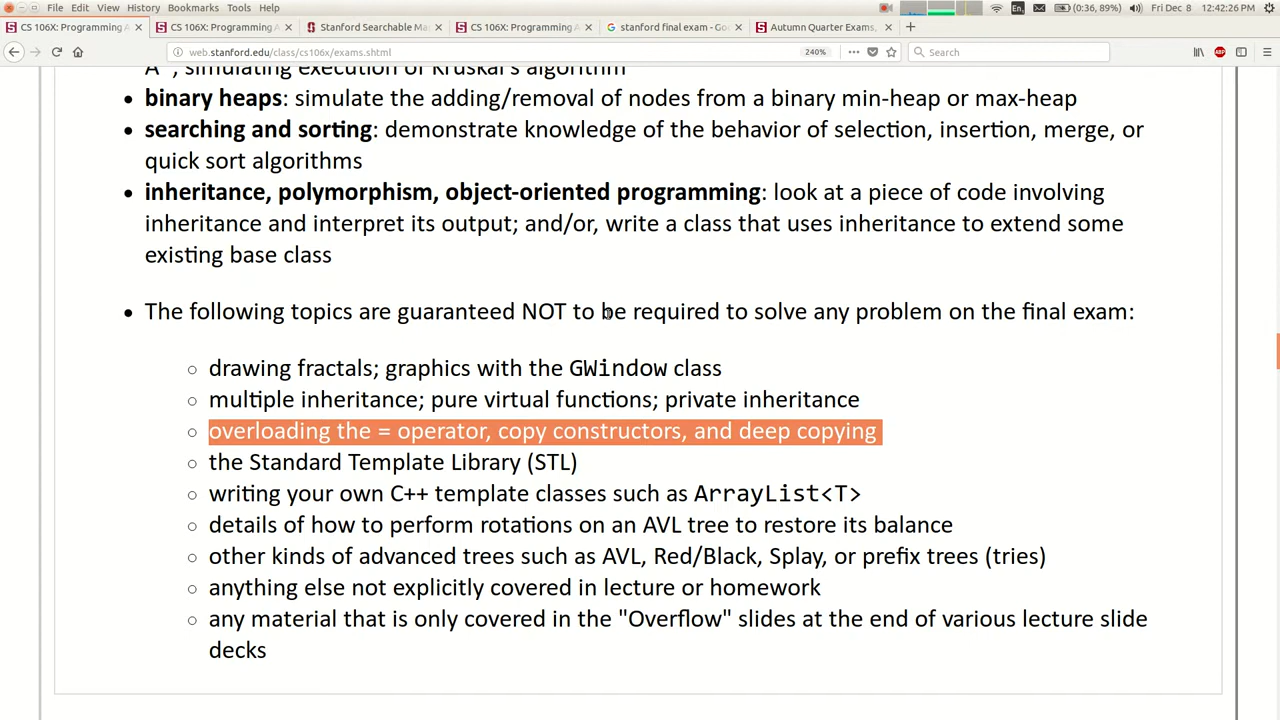 File Edit View History Bookmarks Tools Help
En (0:36, 89%) Fri Dec 8 12:42:26
CS 106X: Programming A CS 106X: Programming A Stanford Searchable Ma CS 106X: Programming A stanford final exam - Go Autumn Quarter Exams,
web.stanford.edu/class/cs106x/exams.shtml 240% Search ABP
A*, simulating execution of Kruskal's algorithm
• binary heaps: simulate the adding/removal of nodes from a binary min-heap or max-heap
• searching and sorting: demonstrate knowledge of the behavior of selection, insertion, merge, or
quick sort algorithms
• inheritance, polymorphism, object-oriented programming: look at a piece of code involving
inheritance and interpret its output; and/or, write a class that uses inheritance to extend some
existing base class
• The following topics are guaranteed NOT to be required to solve any problem on the final exam:
○ drawing fractals; graphics with the GWindow class
○ multiple inheritance; pure virtual functions; private inheritance
○ overloading the = operator, copy constructors, and deep copying
○ the Standard Template Library (STL)
○ writing your own C++ template classes such as ArrayList<T>
○ details of how to perform rotations on an AVL tree to restore its balance
○ other kinds of advanced trees such as AVL, Red/Black, Splay, or prefix trees (tries)
○ anything else not explicitly covered in lecture or homework
○ any material that is only covered in the "Overflow" slides at the end of various lecture slide
decks